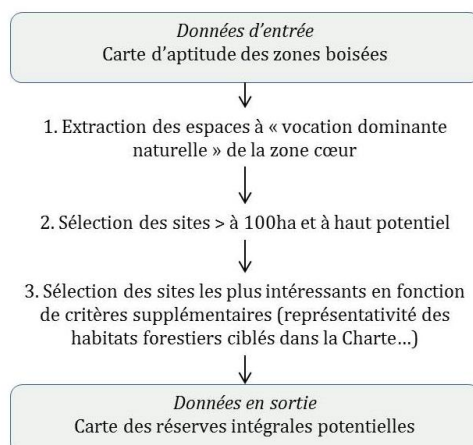 Données d’entrée
Carte d’aptitude des zones boisées
1. Extraction des espaces à « vocation dominante
naturelle » de la zone cœur
2. Sélection des sites > à 100ha et à haut potentiel
3. Sélection des sites les plus intéressants en fonction
de critères supplémentaires (représentativité des
habitats forestiers ciblés dans la Charte…)
Données en sortie
Carte des réserves intégrales potentielles